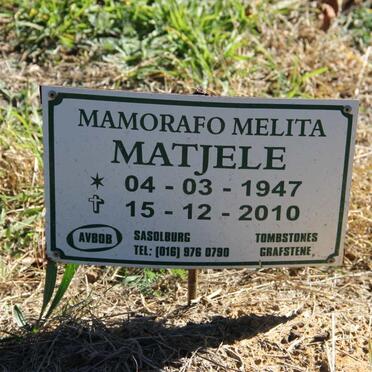 MAMORAFO MELITA
MATJELE
04 - 03 - 1947
15 - 12 - 2010
AVBOB SASOLBURG TOMBSTONES
TEL: (016) 976 0790 GRAFSTENE